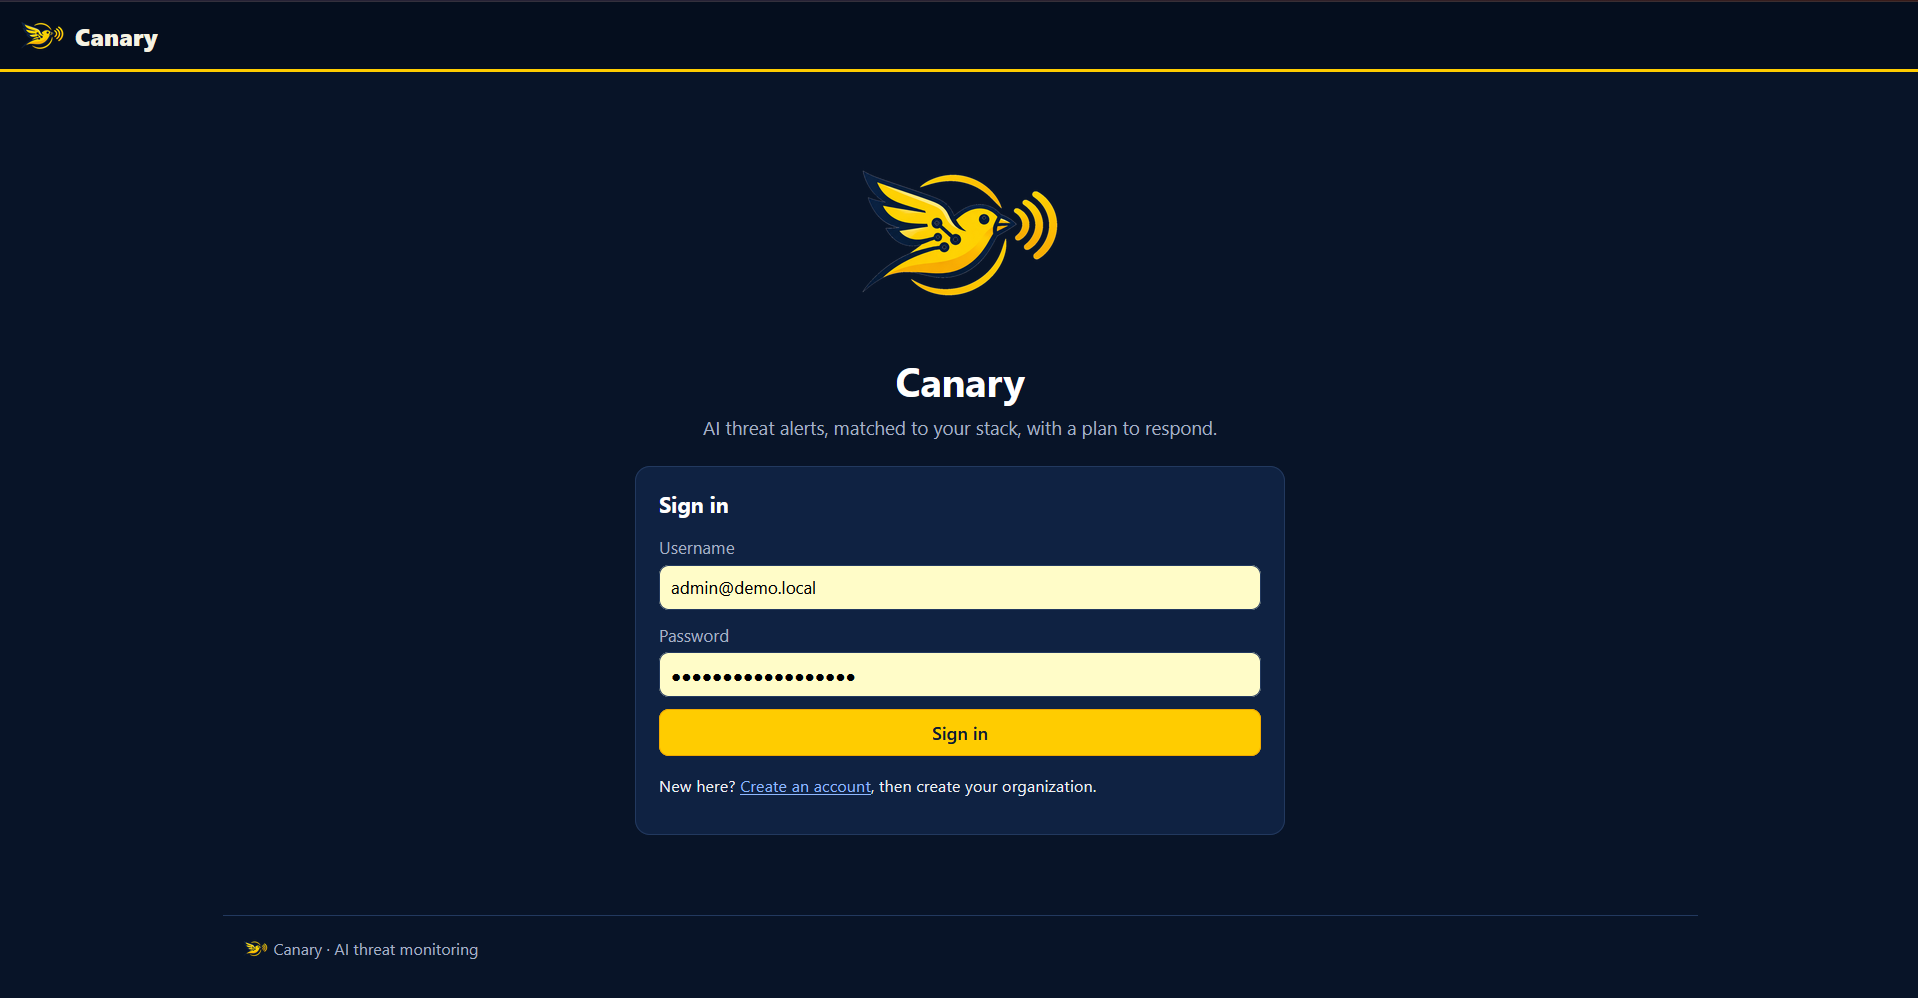 Canary
Canary
AI threat alerts, matched to your stack, with a plan to respond.
Sign in
Username
admin@demo.local
Password
••••••••••••••••••
Sign in
New here? Create an account, then create your organization.
Canary · AI threat monitoring